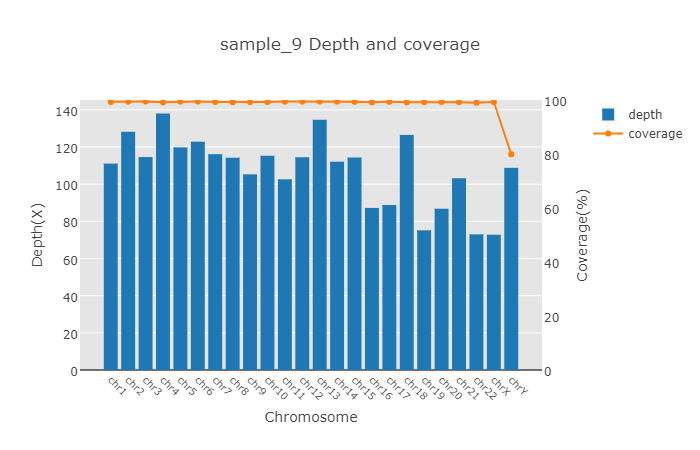 sample_9 Depth and coverage
140
120
100
80
60
40
20
0
Depth(X)
100
80
60
40
20
0
Coverage(%)
depth
coverage
chr1
chr2
chr3
chr4
chr5
chr6
chr7
chr8
chr9
chr10
chr11
chr12
chr13
chr14
chr15
chr16
chr17
chr18
chr19
chr20
chr21
chr22
chrX
chrY
Chromosome